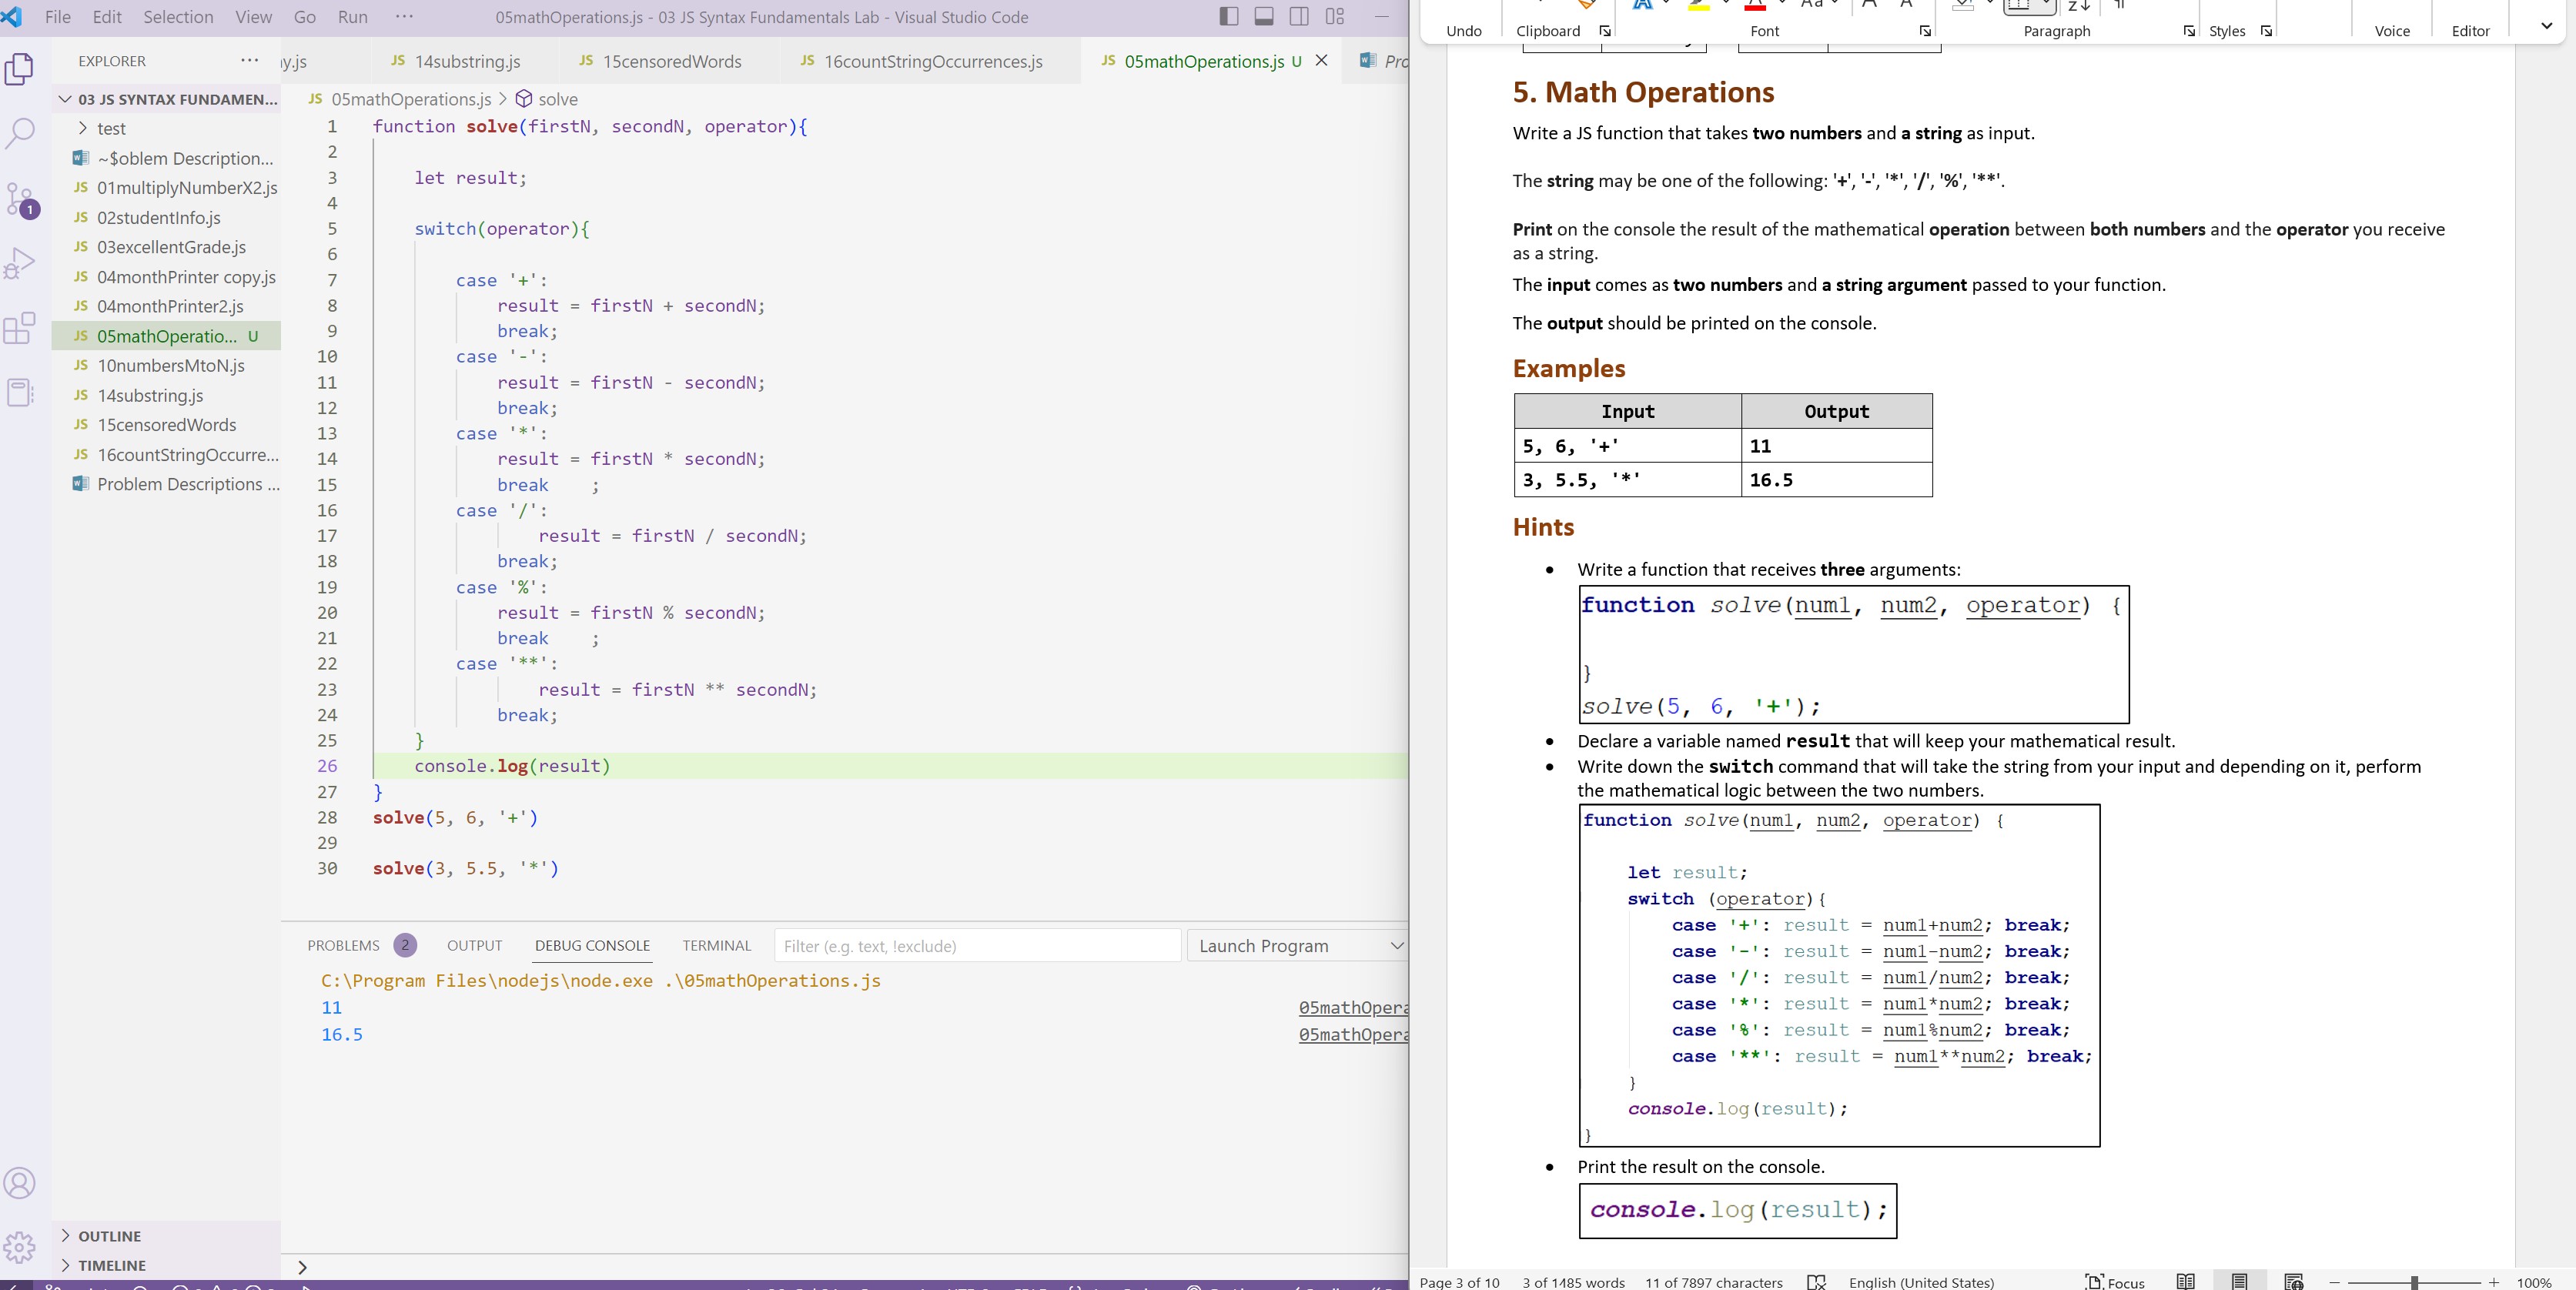 File Edit Selection View Go Run ··· 05mathOperations.js - 03 JS Syntax Fundamentals Lab - Visual Studio Code
EXPLORER ···
03 JS SYNTAX FUNDAMEN...
test
~$oblem Description...
JS 01multiplyNumberX2.js
JS 02studentInfo.js
JS 03excellentGrade.js
JS 04monthPrinter copy.js
JS 04monthPrinter2.js
JS 05mathOperatio... U
JS 10numbersMtoN.js
JS 14substring.js
JS 15censoredWords
JS 16countStringOccurre...
Problem Descriptions ...
OUTLINE
TIMELINE
1
y.js JS 14substring.js JS 15censoredWords JS 16countStringOccurrences.js JS 05mathOperations.js U Pro
JS 05mathOperations.js > solve
1 function solve(firstN, secondN, operator){
2
3 let result;
4
5 switch(operator){
6
7 case '+':
8 result = firstN + secondN;
9 break;
10 case '-':
11 result = firstN - secondN;
12 break;
13 case '*':
14 result = firstN * secondN;
15 break ;
16 case '/':
17 result = firstN / secondN;
18 break;
19 case '%':
20 result = firstN % secondN;
21 break ;
22 case '**':
23 result = firstN ** secondN;
24 break;
25 }
26 console.log(result)
27 }
28 solve(5, 6, '+')
29
30 solve(3, 5.5, '*')
PROBLEMS 2 OUTPUT DEBUG CONSOLE TERMINAL Filter (e.g. text, !exclude) Launch Program
C:\Program Files\nodejs\node.exe .\05mathOperations.js
11 05mathOpera
16.5 05mathOpera
Undo Clipboard Font Paragraph Styles Voice Editor
5. Math Operations
Write a JS function that takes two numbers and a string as input.
The string may be one of the following: '+', '-', '*', '/', '%', '**'.
Print on the console the result of the mathematical operation between both numbers and the operator you receive
as a string.
The input comes as two numbers and a string argument passed to your function.
The output should be printed on the console.
Examples
Input Output
5, 6, '+' 11
3, 5.5, '*' 16.5
Hints
• Write a function that receives three arguments:
function solve(num1, num2, operator) {
}
solve(5, 6, '+');
• Declare a variable named result that will keep your mathematical result.
• Write down the switch command that will take the string from your input and depending on it, perform
the mathematical logic between the two numbers.
function solve(num1, num2, operator) {
let result;
switch (operator){
case '+': result = num1+num2; break;
case '-': result = num1-num2; break;
case '/': result = num1/num2; break;
case '*': result = num1*num2; break;
case '%': result = num1%num2; break;
case '**': result = num1**num2; break;
}
console.log(result);
}
• Print the result on the console.
console.log(result);
Page 3 of 10 3 of 1485 words 11 of 7897 characters English (United States) Focus 100%